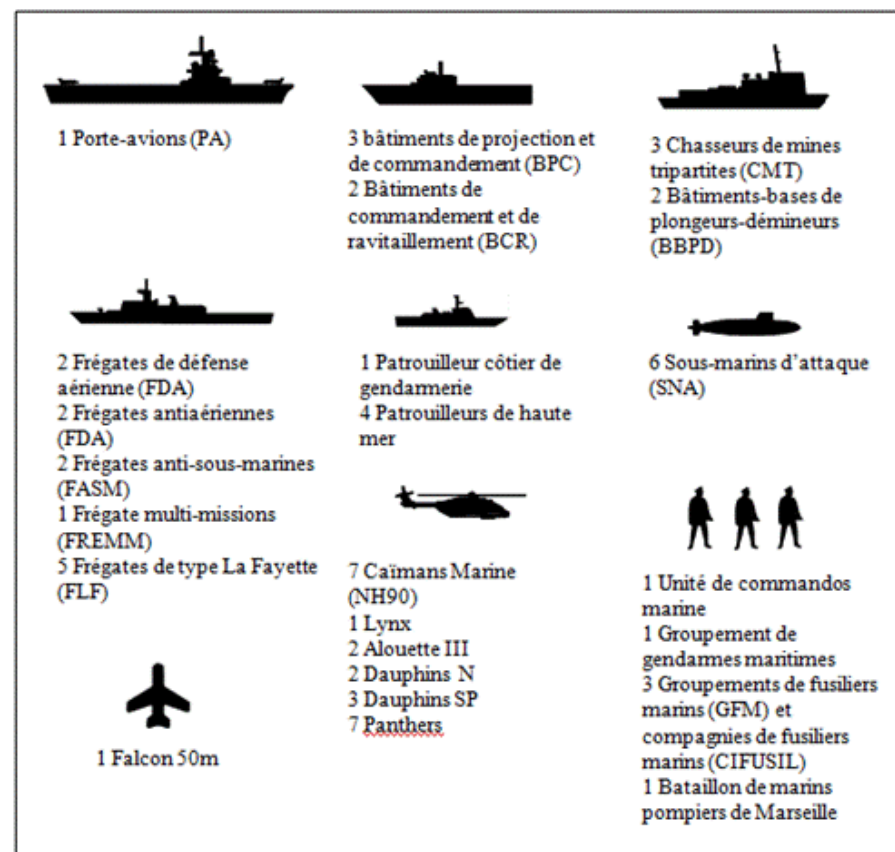 1 Porte-avions (PA)
3 bâtiments de projection et
de commandement (BPC)
2 Bâtiments de
commandement et de
ravitaillement (BCR)
3 Chasseurs de mines
tripartites (CMT)
2 Bâtiments-bases de
plongeurs-démineurs
(BBPD)
2 Frégates de défense
aérienne (FDA)
2 Frégates antiaériennes
(FDA)
2 Frégates anti-sous-marines
(FASM)
1 Frégate multi-missions
(FREMM)
5 Frégates de type La Fayette
(FLF)
1 Patrouilleur côtier de
gendarmerie
4 Patrouilleurs de haute
mer
6 Sous-marins d’attaque
(SNA)
7 Caïmans Marine
(NH90)
1 Lynx
2 Alouette III
2 Dauphins N
3 Dauphins SP
7 Panthers
1 Unité de commandos
marine
1 Groupement de
gendarmes maritimes
3 Groupements de fusiliers
marins (GFM) et
compagnies de fusiliers
marins (CIFUSIL)
1 Bataillon de marins
pompiers de Marseille
1 Falcon 50m